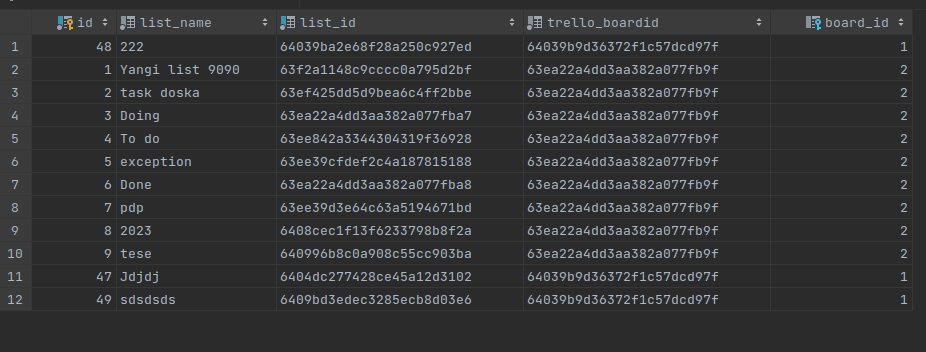 id list_name list_id trello_boardid board_id
1 48 222 64039ba2e68f28a250c927ed 64039b9d36372f1c57dcd97f 1
2 1 Yangi list 9090 63f2a1148c9cccc0a795d2bf 63ea22a4dd3aa382a077fb9f 2
3 2 task doska 63ef425dd5d9bea6c4ff2bbe 63ea22a4dd3aa382a077fb9f 2
4 3 Doing 63ea22a4dd3aa382a077fba7 63ea22a4dd3aa382a077fb9f 2
5 4 To do 63ee842a3344304319f36928 63ea22a4dd3aa382a077fb9f 2
6 5 exception 63ee39cfdef2c4a187815188 63ea22a4dd3aa382a077fb9f 2
7 6 Done 63ea22a4dd3aa382a077fba8 63ea22a4dd3aa382a077fb9f 2
8 7 pdp 63ee39d3e64c63a5194671bd 63ea22a4dd3aa382a077fb9f 2
9 8 2023 6408cec1f13f6233798b8f2a 63ea22a4dd3aa382a077fb9f 2
10 9 tese 640996b8c0a908c55cc903ba 63ea22a4dd3aa382a077fb9f 2
11 47 Jdjdj 6404dc277428ce45a12d3102 64039b9d36372f1c57dcd97f 1
12 49 sdsdsds 6409bd3edec3285ecb8d03e6 64039b9d36372f1c57dcd97f 1